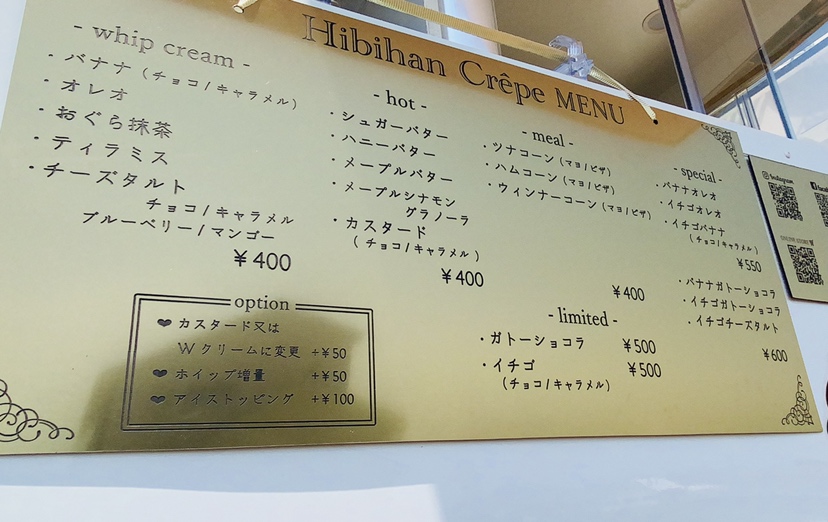 Hibihan Crêpe MENU
- whip cream -
・バナナ（チョコ/キャラメル）
・オレオ
・おぐら抹茶
・ティラミス
・チーズタルト
チョコ/キャラメル
ブルーベリー/マンゴー
¥400
- hot -
・シュガーバター
・ハニーバター
・メープルバター
・メープルシナモン
グラノーラ
・カスタード
（チョコ/キャラメル）
¥400
- meal -
・ツナコーン（マヨ/ピザ）
・ハムコーン（マヨ/ピザ）
・ウィンナーコーン（マヨ/ピザ）
¥400
- special -
・バナナオレオ
・イチゴオレオ
・イチゴバナナ
（チョコ/キャラメル）
¥550
・バナナガトーショコラ
・イチゴガトーショコラ
・イチゴチーズタルト
¥600
- limited -
・ガトーショコラ ¥500
・イチゴ ¥500
（チョコ/キャラメル）
option
カスタード又は
Wクリームに変更 +¥50
ホイップ増量 +¥50
アイストッピング +¥100
Instagram